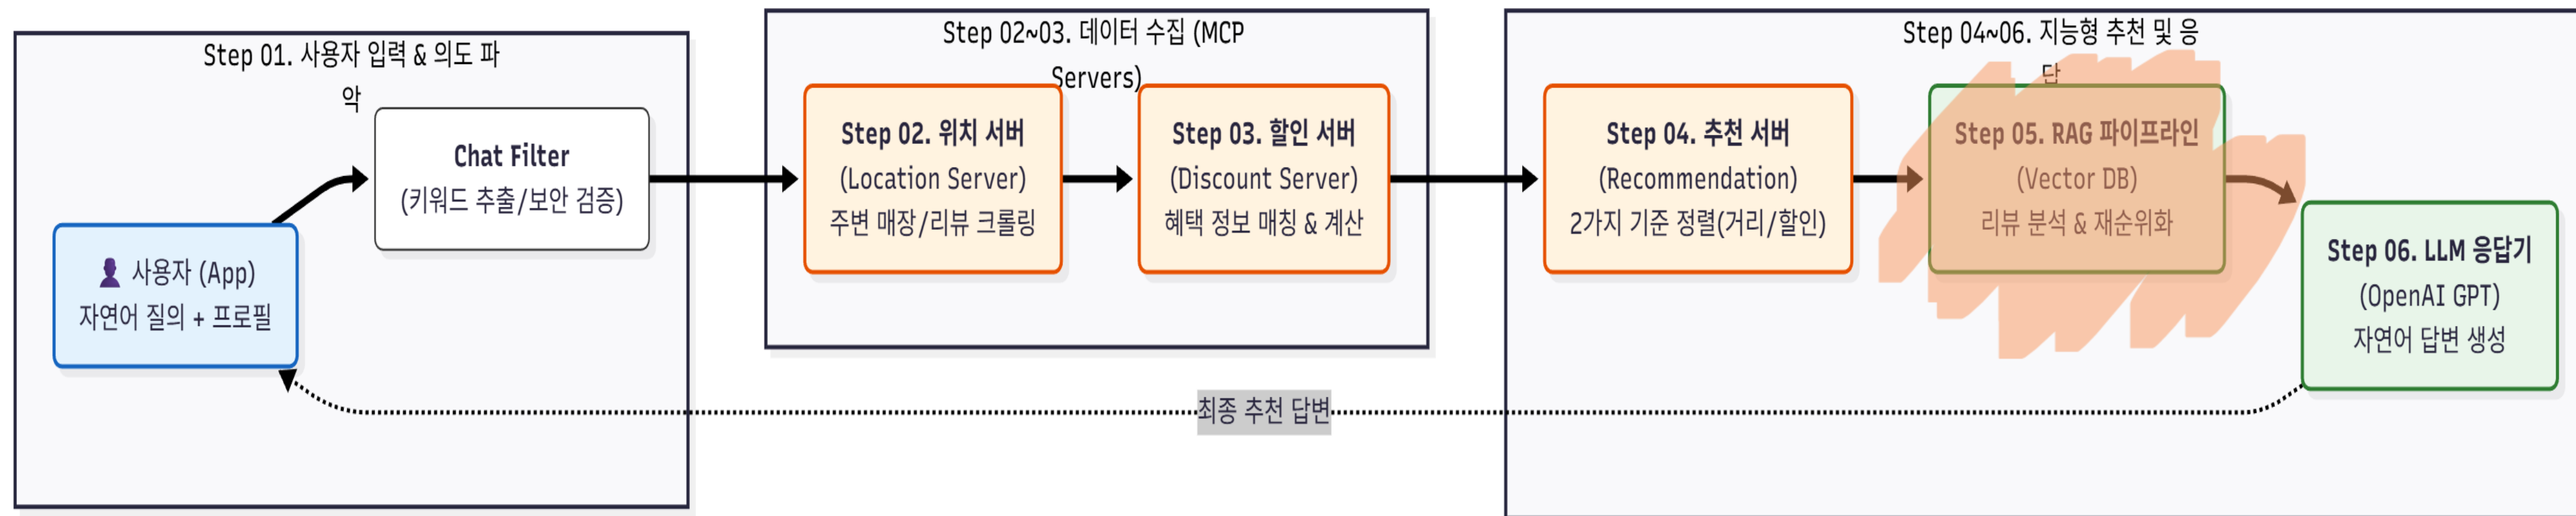 Step 01. 사용자 입력 & 의도 파
악
Chat Filter
(키워드 추출/보안 검증)
👤 사용자 (App)
자연어 질의 + 프로필
Step 02~03. 데이터 수집 (MCP
Servers)
Step 02. 위치 서버
(Location Server)
주변 매장/리뷰 크롤링
Step 03. 할인 서버
(Discount Server)
혜택 정보 매칭 & 계산
Step 04~06. 지능형 추천 및 응
단
Step 04. 추천 서버
(Recommendation)
2가지 기준 정렬(거리/할인)
Step 05. RAG 파이프라인
(Vector DB)
리뷰 분석 & 재순위화
Step 06. LLM 응답기
(OpenAI GPT)
자연어 답변 생성
최종 추천 답변